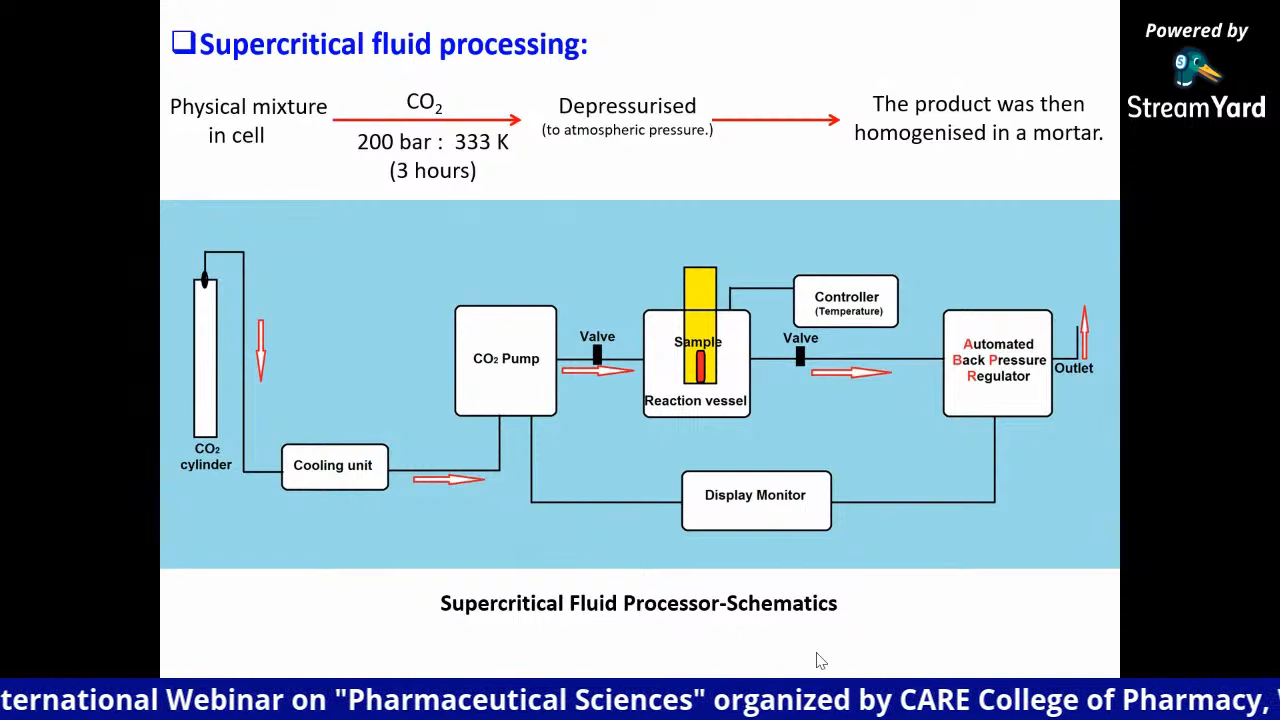 Supercritical fluid processing:
Powered by
StreamYard
Physical mixture
in cell
CO₂
200 bar : 333 K
(3 hours)
Depressurised
(to atmospheric pressure.)
The product was then
homogenised in a mortar.
CO₂
cylinder
Cooling unit
CO₂ Pump
Valve
Sample
Reaction vessel
Controller
(Temperature)
Valve
Automated
Back Pressure
Regulator
Outlet
Display Monitor
Supercritical Fluid Processor-Schematics
ternational Webinar on "Pharmaceutical Sciences" organized by CARE College of Pharmacy,